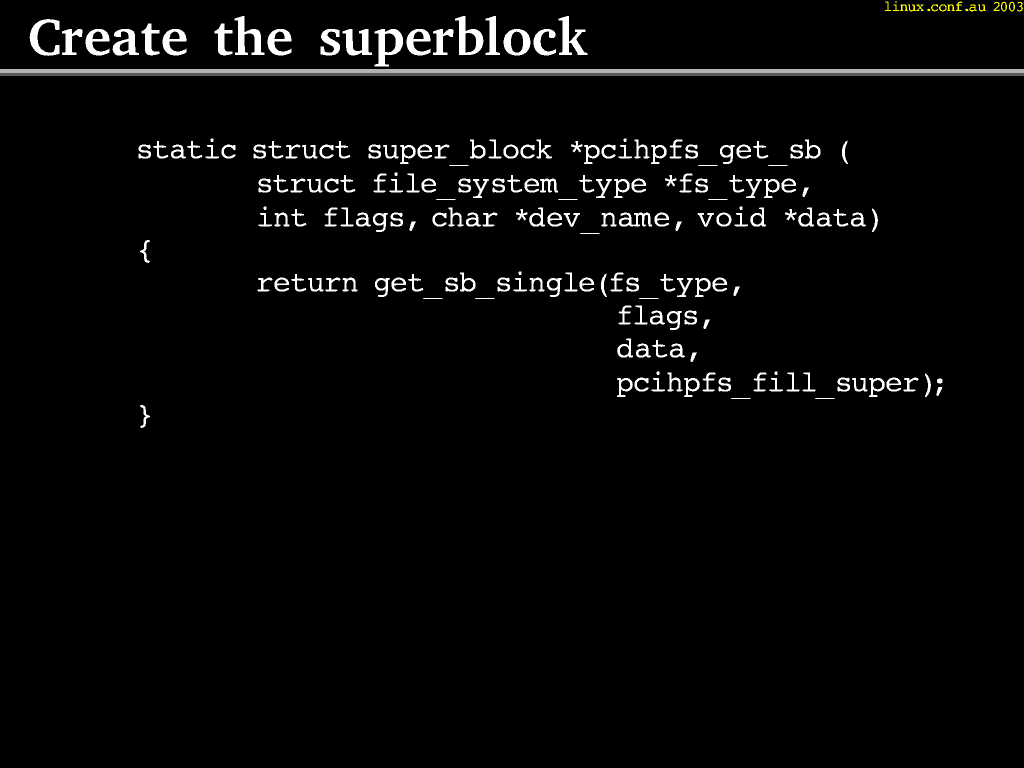 linux.conf.au 2003
Create the superblock
static struct super_block *pcihpfs_get_sb (
struct file_system_type *fs_type,
int flags, char *dev_name, void *data)
{
return get_sb_single(fs_type,
flags,
data,
pcihpfs_fill_super);
}